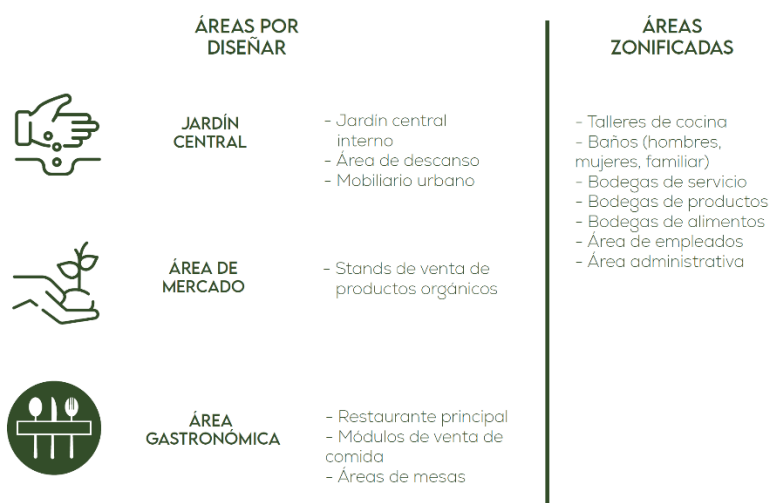 ÁREAS POR
DISEÑAR
JARDÍN
CENTRAL
- Jardín central
interno
- Área de descanso
- Mobiliario urbano
ÁREA DE
MERCADO
- Stands de venta de
productos orgánicos
ÁREA
GASTRONÓMICA
- Restaurante principal
- Módulos de venta de
comida
- Áreas de mesas
ÁREAS
ZONIFICADAS
- Talleres de cocina
- Baños (hombres,
mujeres, familiar)
- Bodegas de servicio
- Bodegas de productos
- Bodegas de alimentos
- Área de empleados
- Área administrativa